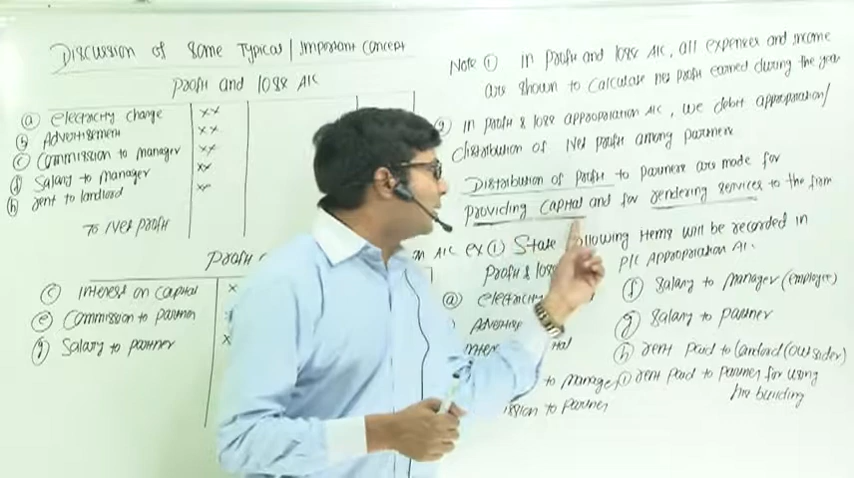 Discussion of Some Typical | Important Concept
Profit and loss A/C
(a) electricity charge xx
(b) Advertisement xx
(c) Commission to manager xx
(f) Salary to manager xx
(h) rent to landlord xx
To Net profit
Profit
on A/C
(c) Interest on capital x
(e) Commission to partner
(g) Salary to partner x
Note (1) In profit and loss A/C, all expenses and income
are shown to calculate net profit earned during the year
(2) In profit & loss appropriation A/C, we debit appropriation/
distribution of Net profit among partners
Distribution of profit to partners are made for
providing capital and for rendering services to the firm
ex (1) State following items will be recorded in
Profit & loss P/L Appropriation A/C.
(a) electricity
Advertise
tal
to manager
ission to partner
(f) Salary to manager (employee)
(g) Salary to partner
(h) rent paid to landlord (outsider)
(i) rent paid to partner for using
his building